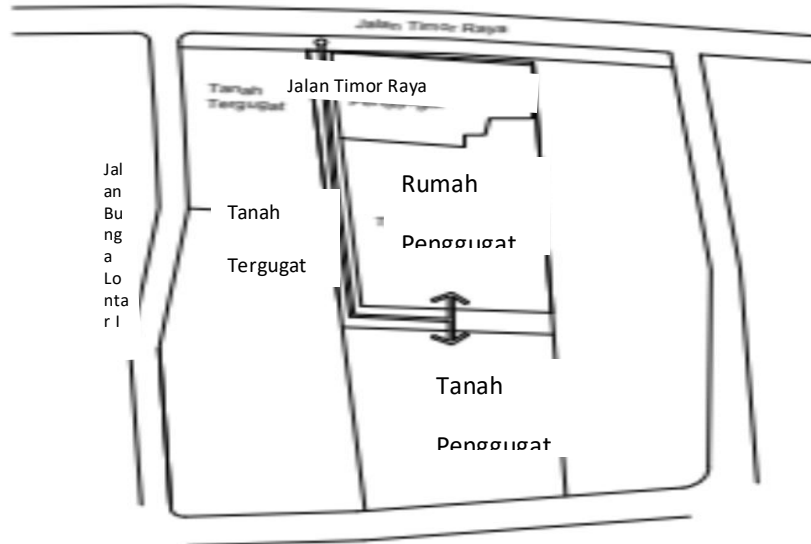 Jalan Timor Raya
Tanah
Tergugat
Jalan Timor Raya
Jal
an
Bu
ng
a
Lo
nta
r I
Tanah
Tergugat
Rumah
Penggugat
Tanah
Penggugat